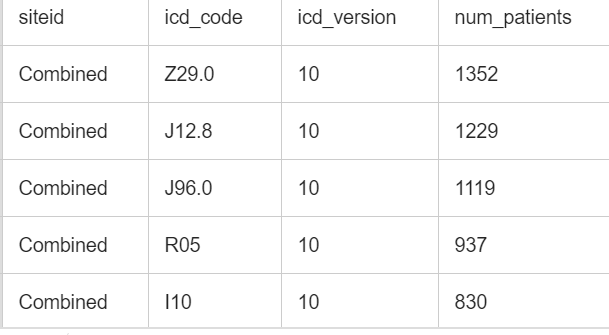 siteid icd_code icd_version num_patients
Combined Z29.0 10 1352
Combined J12.8 10 1229
Combined J96.0 10 1119
Combined R05 10 937
Combined I10 10 830